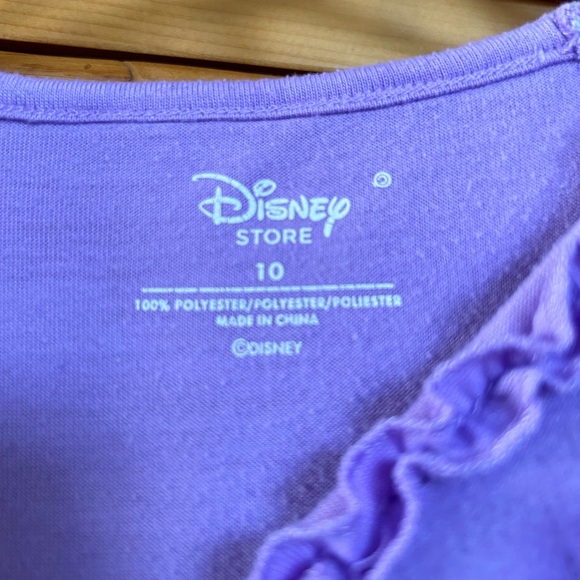 Disney
STORE
10
100% POLYESTER/POLYESTER/POLIESTER
MADE IN CHINA
©DISNEY